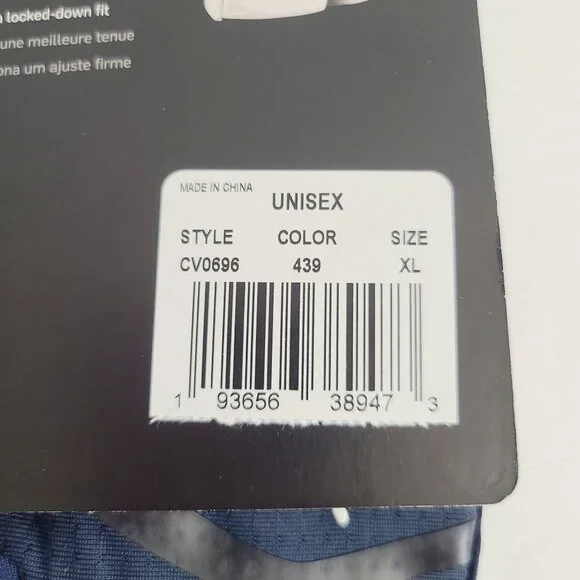 a locked-down fit
une meilleure tenue
ona um ajuste firme
MADE IN CHINA
UNISEX
STYLE COLOR SIZE
CV0696 439 XL
1 93656 38947 3